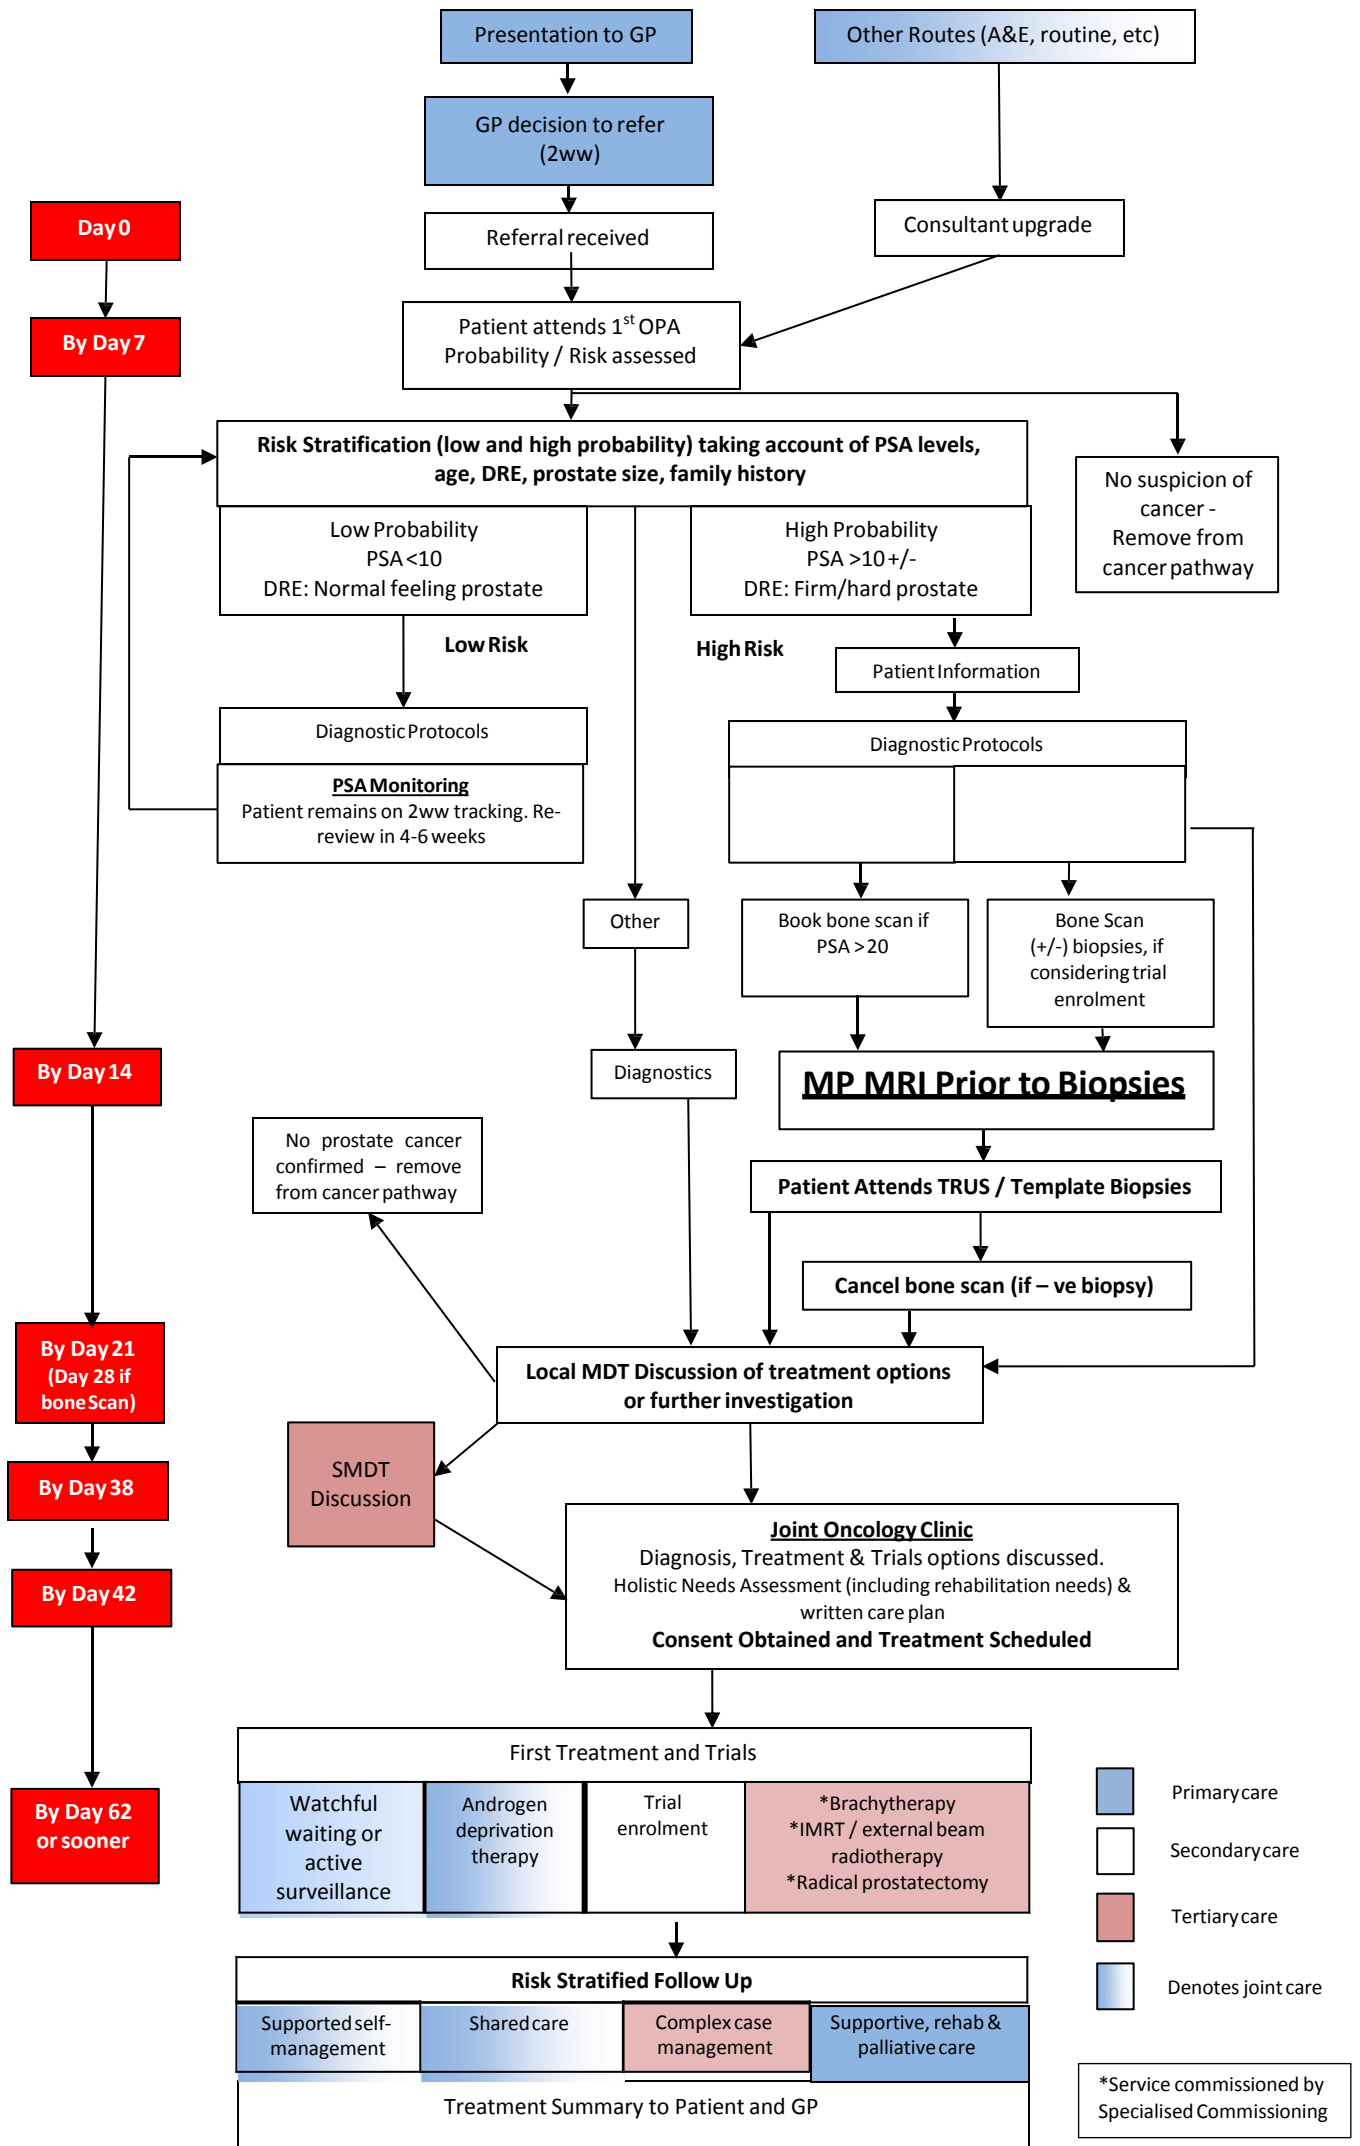 Presentation to GP
Other Routes (A&E, routine, etc)
GP decision to refer
(2ww)
Day 0
Referral received
Consultant upgrade
By Day 7
Patient attends 1st OPA
Probability / Risk assessed
Risk Stratification (low and high probability) taking account of PSA levels,
age, DRE, prostate size, family history
No suspicion of
cancer -
Remove from
cancer pathway
Low Probability
PSA <10
DRE: Normal feeling prostate
High Probability
PSA >10 +/-
DRE: Firm/hard prostate
Low Risk
High Risk
Patient Information
Diagnostic Protocols
PSA Monitoring
Patient remains on 2ww tracking. Re-
review in 4-6 weeks
Diagnostic Protocols
Other
Book bone scan if
PSA >20
Bone Scan
(+/-) biopsies, if
considering trial
enrolment
By Day 14
Diagnostics
MP MRI Prior to Biopsies
No prostate cancer
confirmed – remove
from cancer pathway
Patient Attends TRUS / Template Biopsies
Cancel bone scan (if – ve biopsy)
By Day 21
(Day 28 if
bone Scan)
Local MDT Discussion of treatment options
or further investigation
By Day 38
SMDT
Discussion
By Day 42
Joint Oncology Clinic
Diagnosis, Treatment & Trials options discussed.
Holistic Needs Assessment (including rehabilitation needs) &
written care plan
Consent Obtained and Treatment Scheduled
By Day 62
or sooner
First Treatment and Trials
Watchful
waiting or
active
surveillance
Androgen
deprivation
therapy
Trial
enrolment
*Brachytherapy
*IMRT / external beam
radiotherapy
*Radical prostatectomy
Primary care
Secondary care
Tertiary care
Denotes joint care
Risk Stratified Follow Up
Supported self-
management
Shared care
Complex case
management
Supportive, rehab &
palliative care
Treatment Summary to Patient and GP
*Service commissioned by
Specialised Commissioning